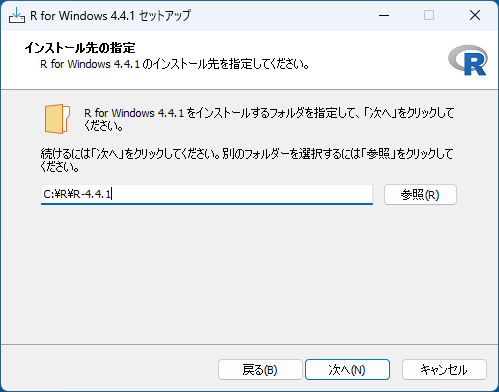 R for Windows 4.4.1 セットアップ
インストール先の指定
R for Windows 4.4.1 のインストール先を指定してください。
R
R for Windows 4.4.1 をインストールするフォルダを指定して、「次へ」をクリックして
ください。
続けるには「次へ」をクリックしてください。別のフォルダーを選択するには「参照」をクリックして
ください。
C:¥R¥R-4.4.1
参照(R)
戻る(B)
次へ(N)
キャンセル